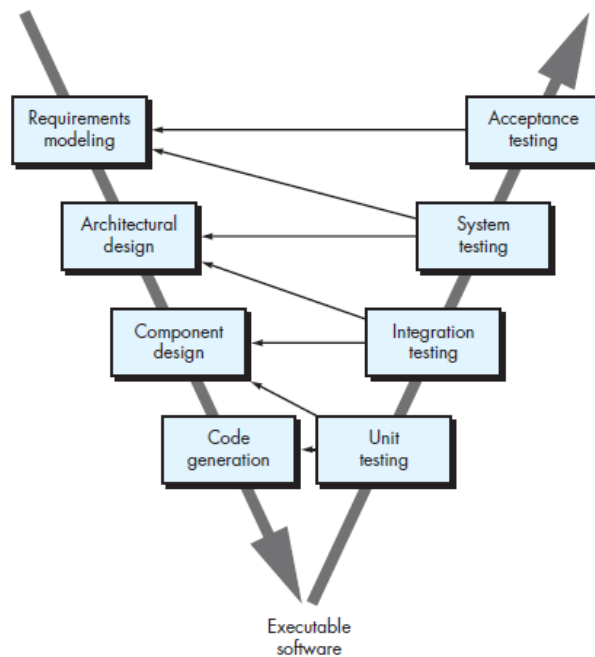 Requirements
modeling
Acceptance
testing
Architectural
design
System
testing
Component
design
Integration
testing
Code
generation
Unit
testing
Executable
software